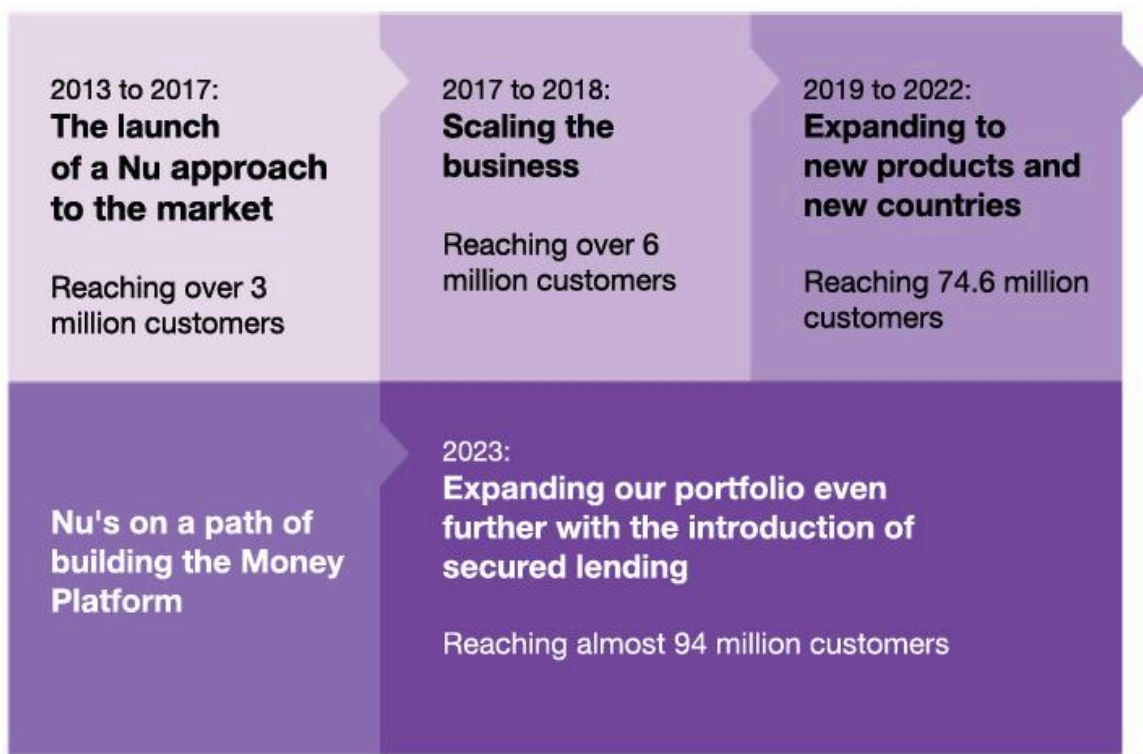 2013 to 2017:
The launch
of a Nu approach
to the market
Reaching over 3
million customers
2017 to 2018:
Scaling the
business
Reaching over 6
million customers
2019 to 2022:
Expanding to
new products and
new countries
Reaching 74.6 million
customers
Nu's on a path of
building the Money
Platform
2023:
Expanding our portfolio even
further with the introduction of
secured lending
Reaching almost 94 million customers